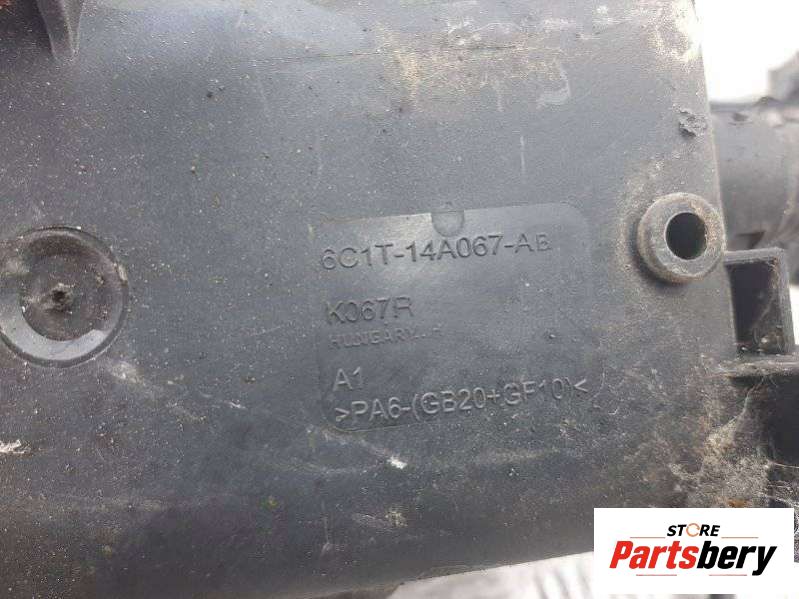 6C1T-14A067-AB
K067R
HUNGARY-H
A1
>PA6-(GB20+GF10)<
STORE
Partsbery